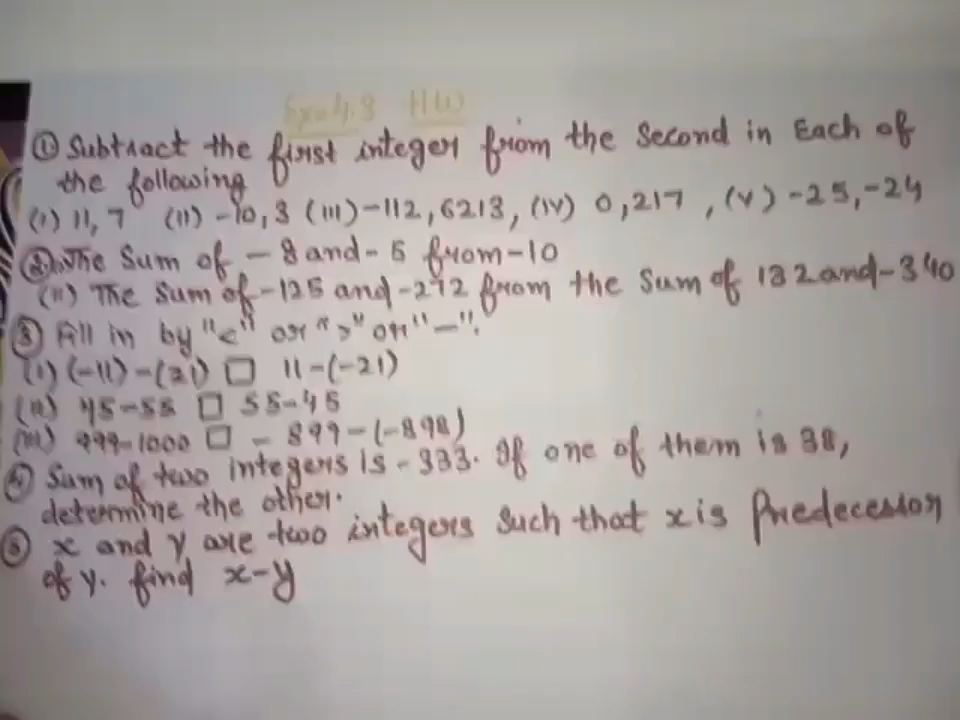 Ex-4.3 HW
① Subtract the first integer from the second in Each of
the following
(i) 11, 7 (ii) -10, 3 (iii) -112, 6213, (iv) 0, 217, (v) -25, -24
② (i) The Sum of -8 and -5 from -10
(ii) The Sum of -125 and -272 from the Sum of 132 and -340
③ Fill in by "<" or ">" or "=".
(i) (-11) - (21) □ 11 - (-21)
(ii) 45-55 □ 55-45
(iii) 999-1000 □ - 899 - (-898)
④ Sum of two integers is -333. If one of them is 38,
determine the other.
⑤ x and y are two integers such that x is Predecessor
of y. find x-y